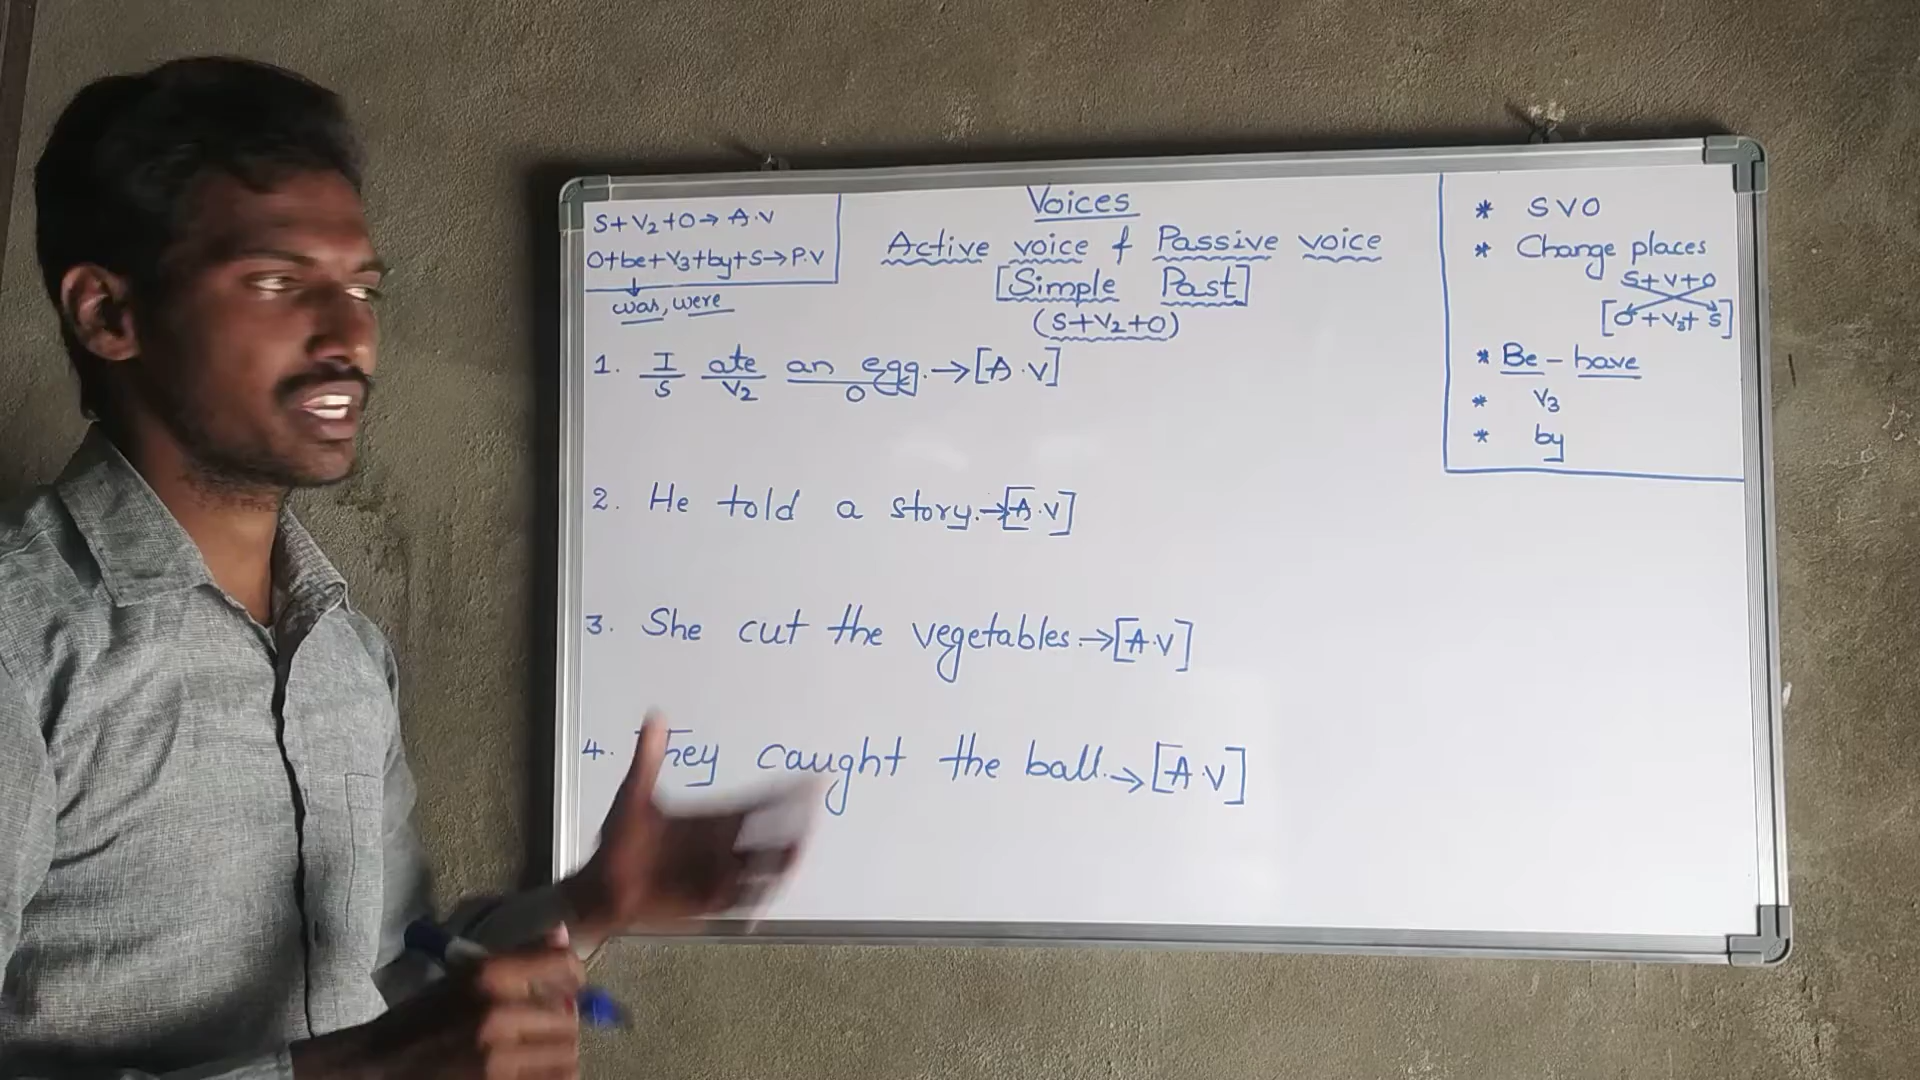 S+V2+O→ A.V
O+be+V3+by+S→P.V
was, were
Voices
Active voice & Passive voice
[Simple Past]
(S+V2+O)
1. I ate an egg.→[A.V]
S V2 O
2. He told a story.→[A.V]
3. She cut the vegetables.→[A.V]
4. They caught the ball.→[A.V]
* SVO
* Change places
S+V+O
[O+V3+S]
* Be - have
* V3
* by